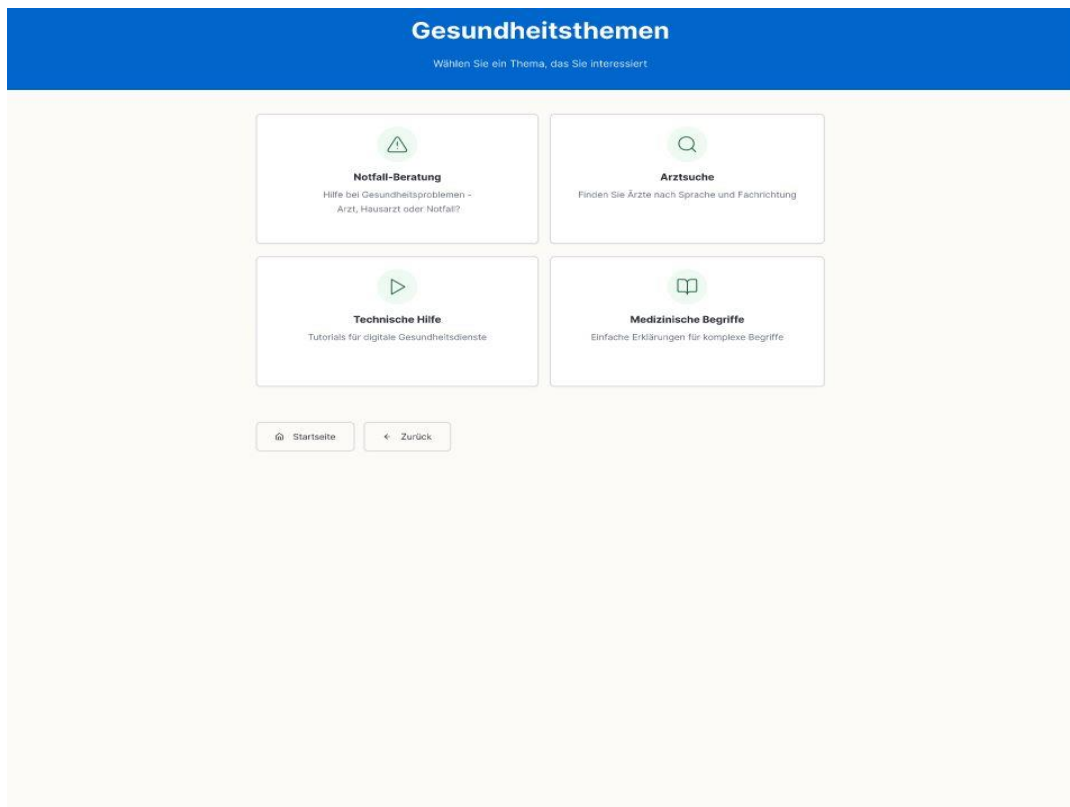 Gesundheitsthemen
Wählen Sie ein Thema, das Sie interessiert
Notfall-Beratung
Hilfe bei Gesundheitsproblemen -
Arzt, Hausarzt oder Notfall?
Arztsuche
Finden Sie Ärzte nach Sprache und Fachrichtung
Technische Hilfe
Tutorials für digitale Gesundheitsdienste
Medizinische Begriffe
Einfache Erklärungen für komplexe Begriffe
Startseite
Zurück